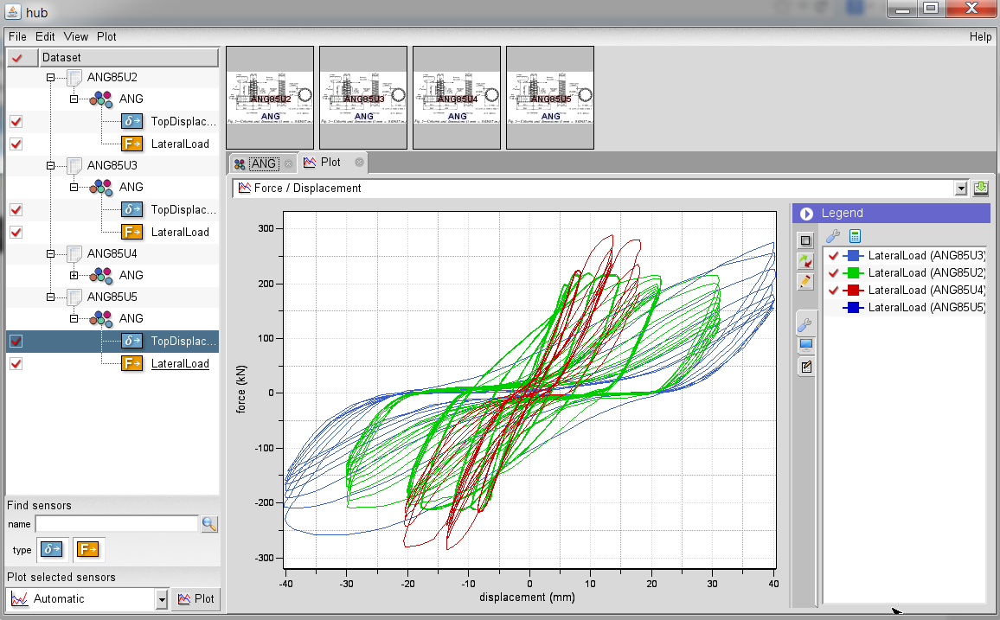 hub
File Edit View Plot Help
Dataset
ANG85U2
ANG
TopDisplac...
LateralLoad
ANG85U3
ANG
TopDisplac...
LateralLoad
ANG85U4
ANG
ANG85U5
ANG
δ→ TopDisplac...
F→ LateralLoad
Find sensors
name
type δ→ F→
Plot selected sensors
Automatic Plot
ANG85U2 ANG85U3 ANG85U4 ANG85U5
ANG ANG ANG ANG
ANG Plot
Force / Displacement
300
200
100
0
-100
-200
-300
force (kN)
-40 -30 -20 -10 0 10 20 30 40
displacement (mm)
Legend
LateralLoad (ANG85U3)
LateralLoad (ANG85U2)
LateralLoad (ANG85U4)
LateralLoad (ANG85U5)